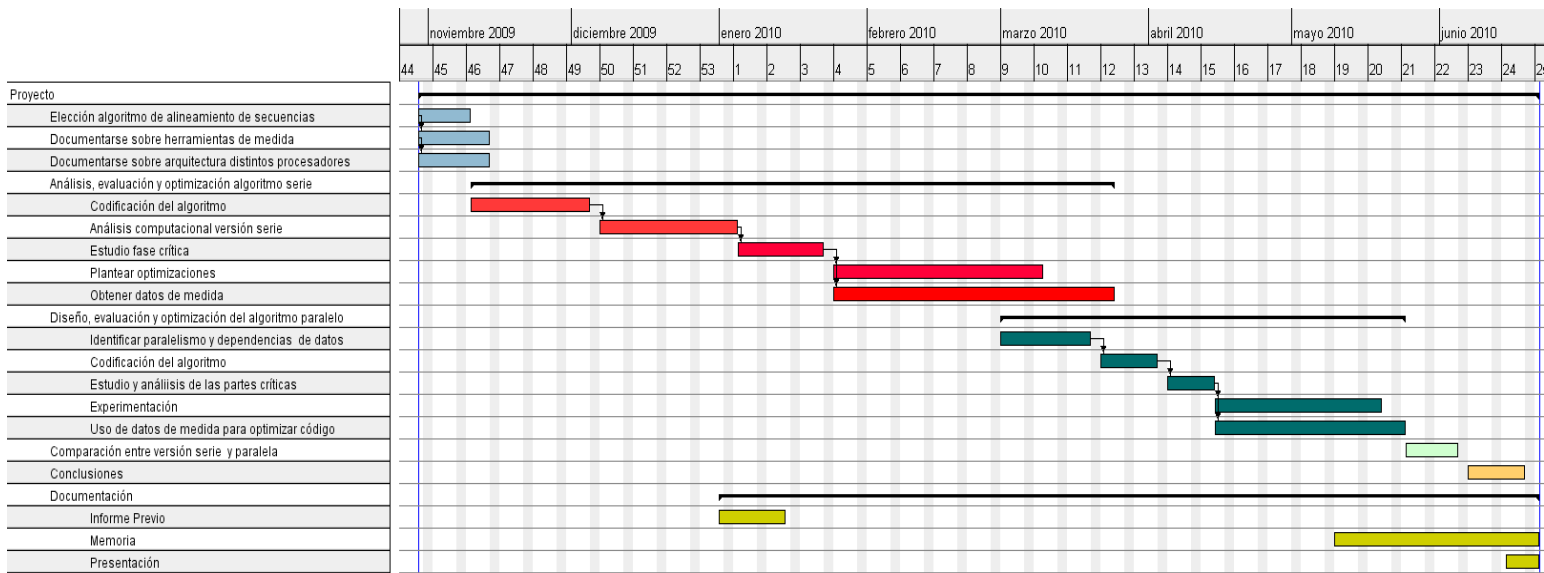 noviembre 2009 diciembre 2009 enero 2010 febrero 2010 marzo 2010 abril 2010 mayo 2010 junio 2010
44 45 46 47 48 49 50 51 52 53 1 2 3 4 5 6 7 8 9 10 11 12 13 14 15 16 17 18 19 20 21 22 23 24 25
Proyecto
Elección algoritmo de alineamiento de secuencias
Documentarse sobre herramientas de medida
Documentarse sobre arquitectura distintos procesadores
Análisis, evaluación y optimización algoritmo serie
Codificación del algoritmo
Análisis computacional versión serie
Estudio fase crítica
Plantear optimizaciones
Obtener datos de medida
Diseño, evaluación y optimización del algoritmo paralelo
Identificar paralelismo y dependencias de datos
Codificación del algoritmo
Estudio y análiisis de las partes críticas
Experimentación
Uso de datos de medida para optimizar código
Comparación entre versión serie y paralela
Conclusiones
Documentación
Informe Previo
Memoria
Presentación